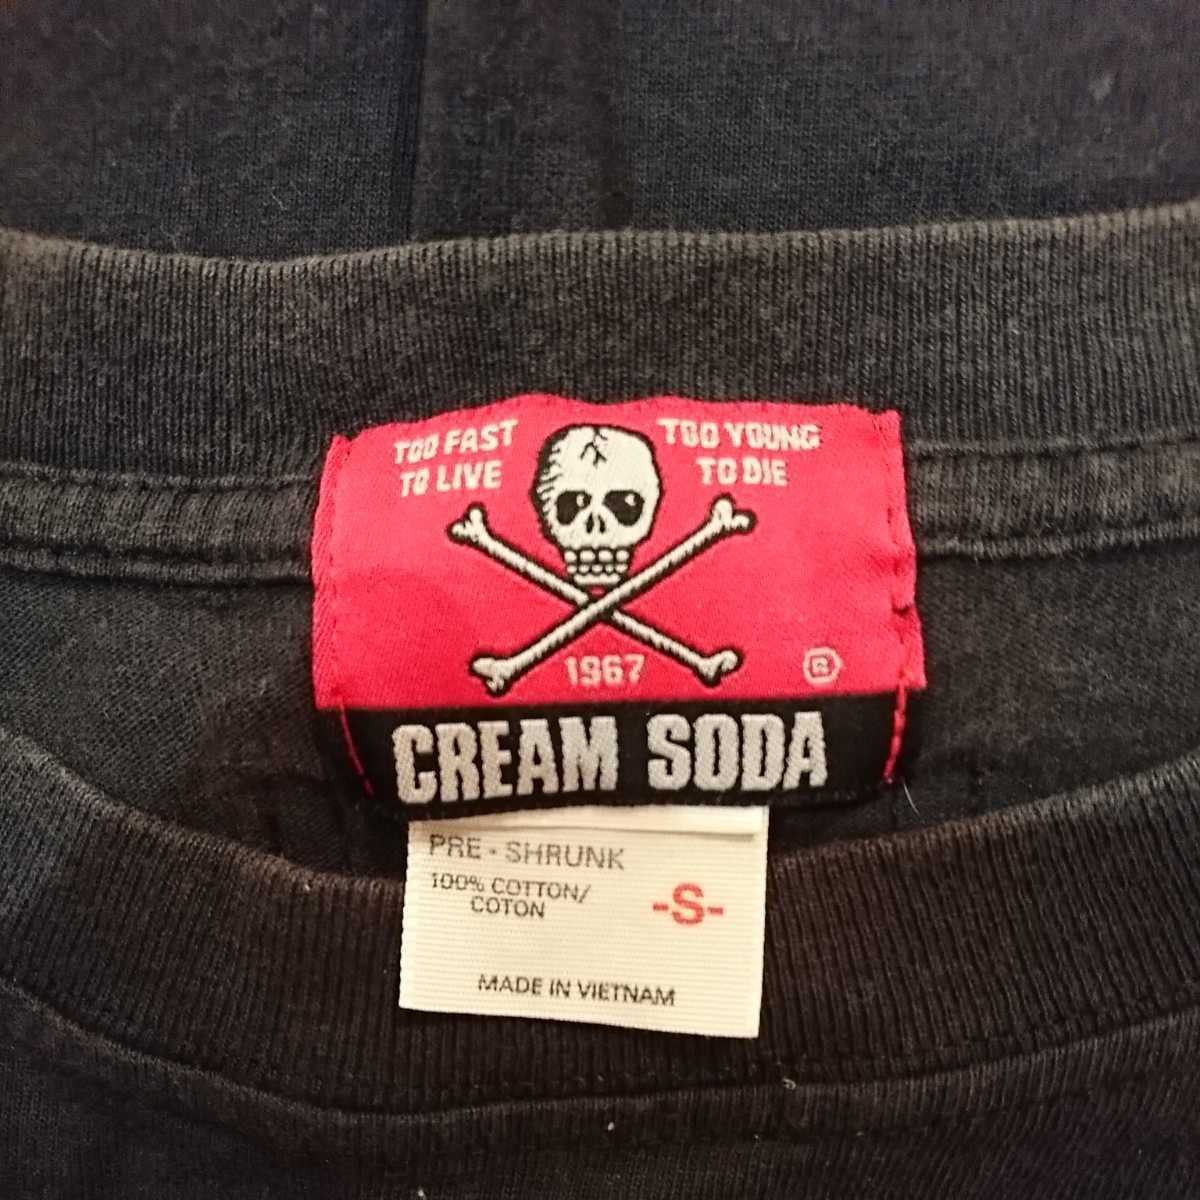 TOO FAST
TO LIVE
TOO YOUNG
TO DIE
1967 ®
CREAM SODA
PRE - SHRUNK
100% COTTON/
COTON
-S-
MADE IN VIETNAM